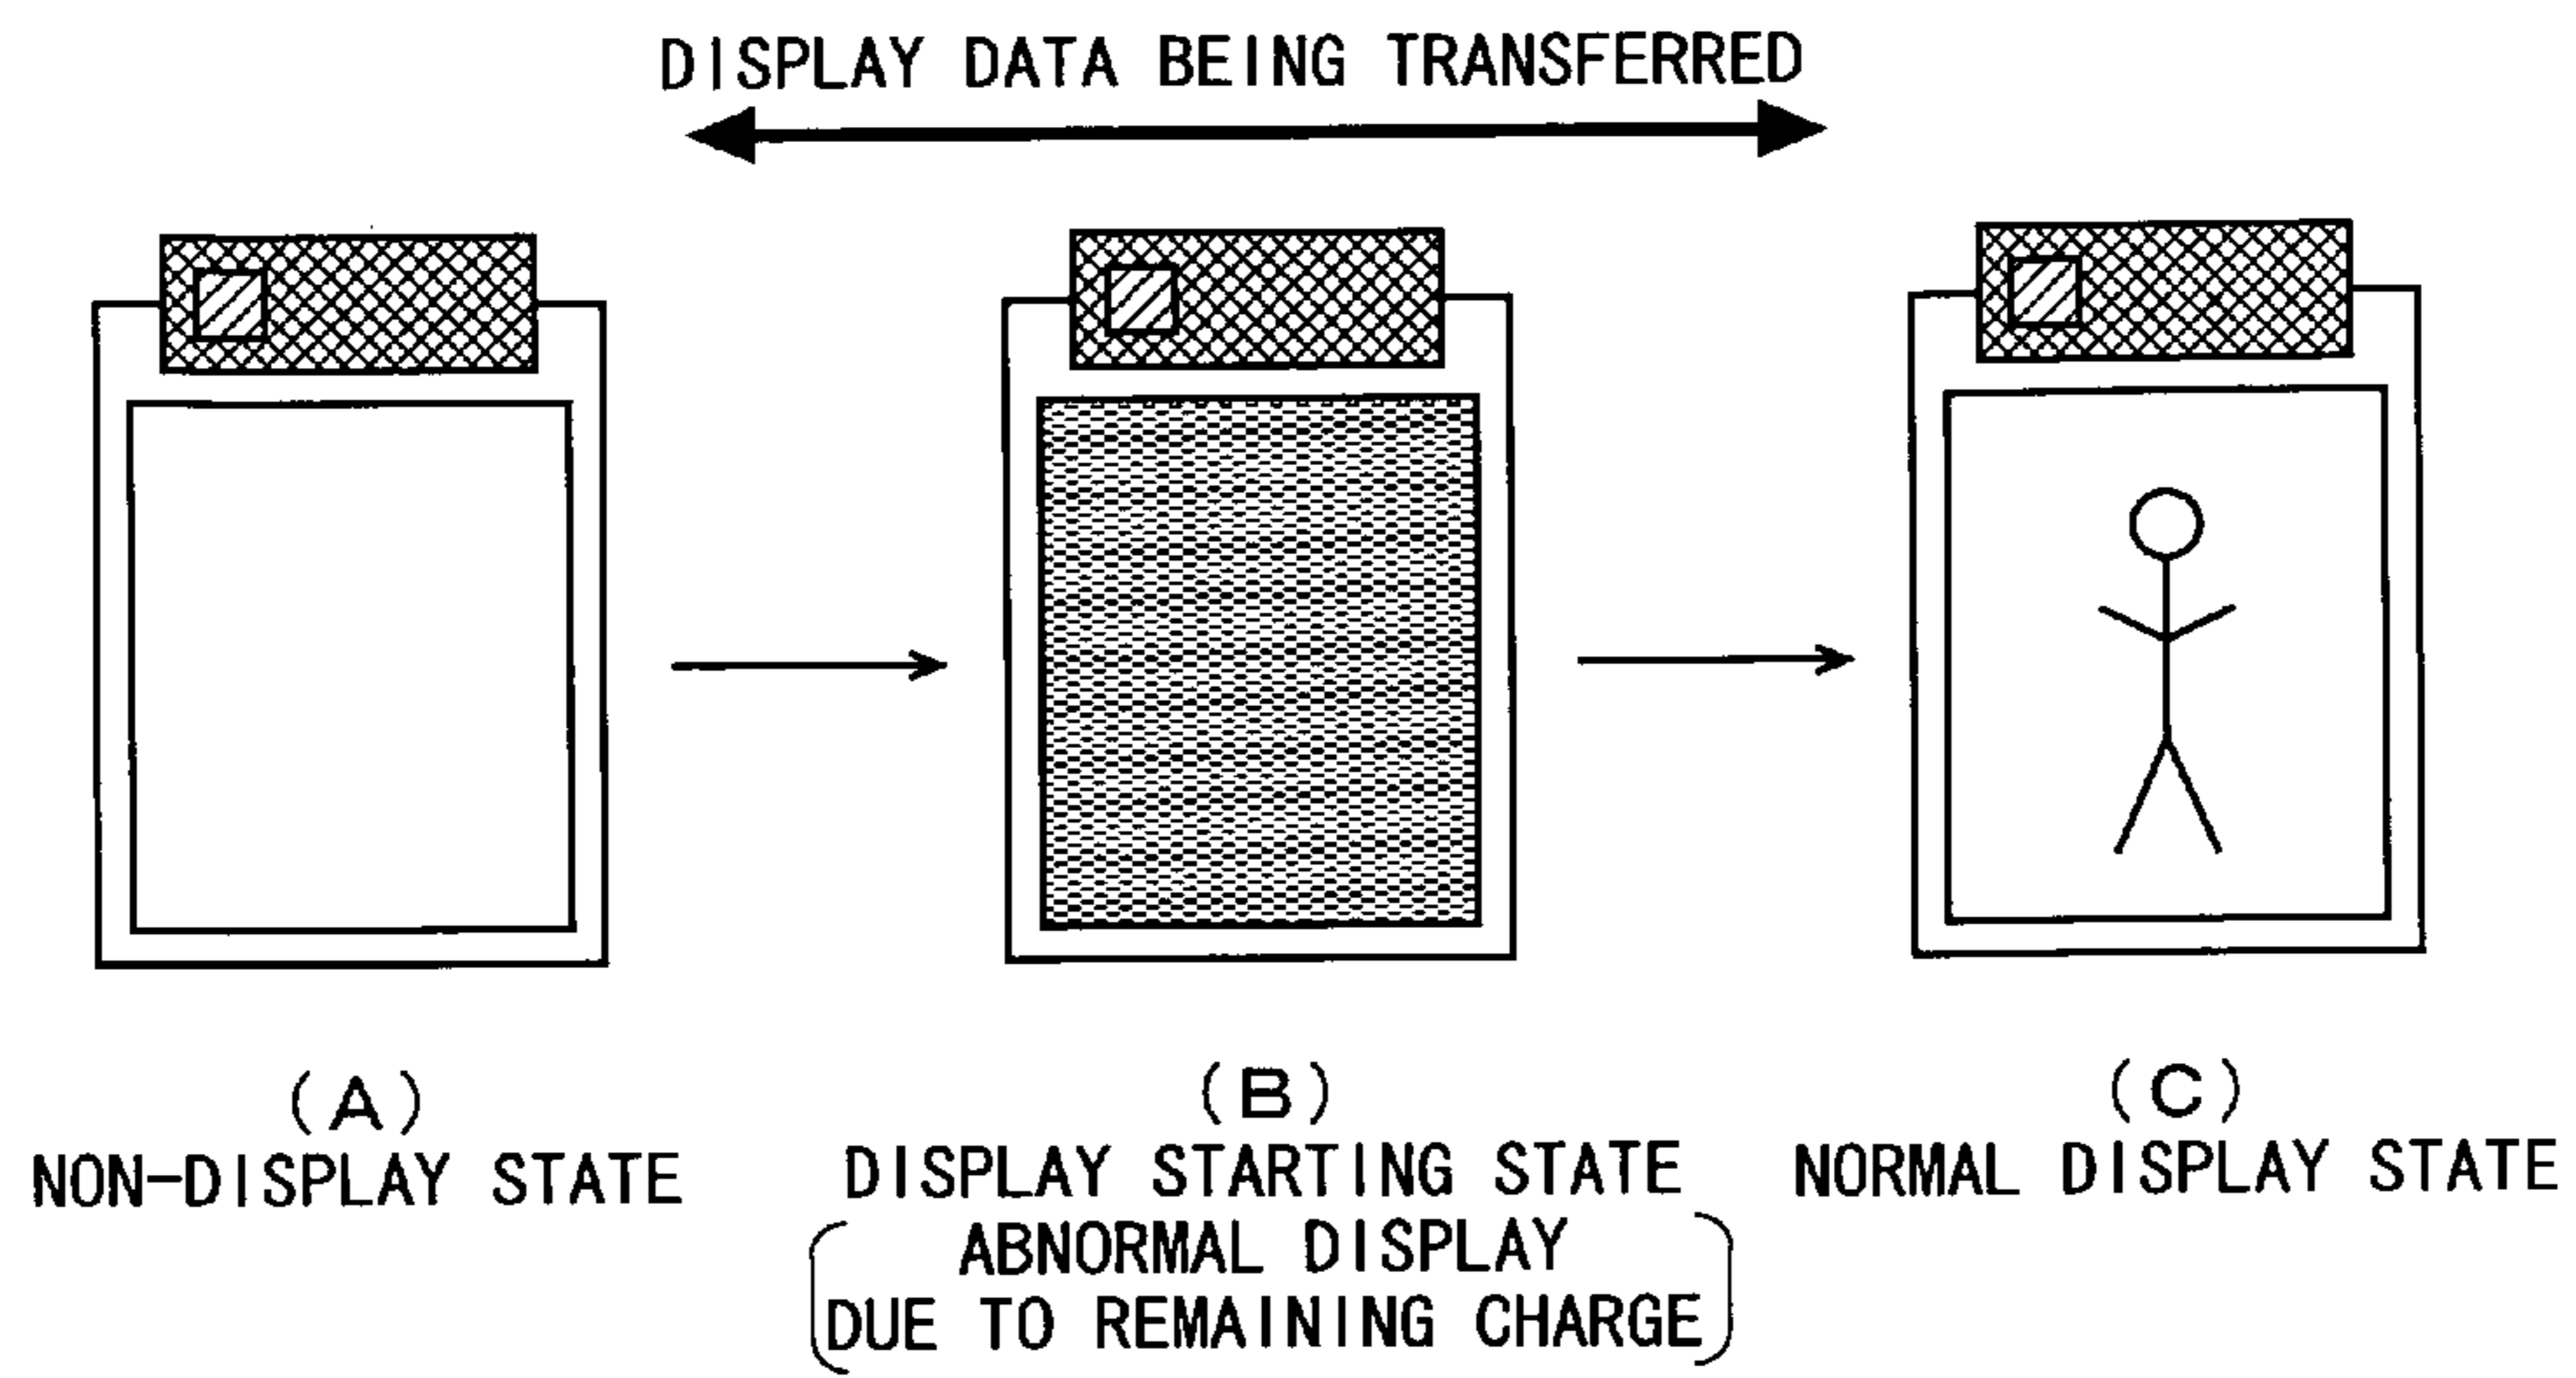 DISPLAY DATA BEING TRANSFERRED
(A)
NON-DISPLAY STATE
(B)
DISPLAY STARTING STATE
(ABNORMAL DISPLAY
DUE TO REMAINING CHARGE)
(C)
NORMAL DISPLAY STATE